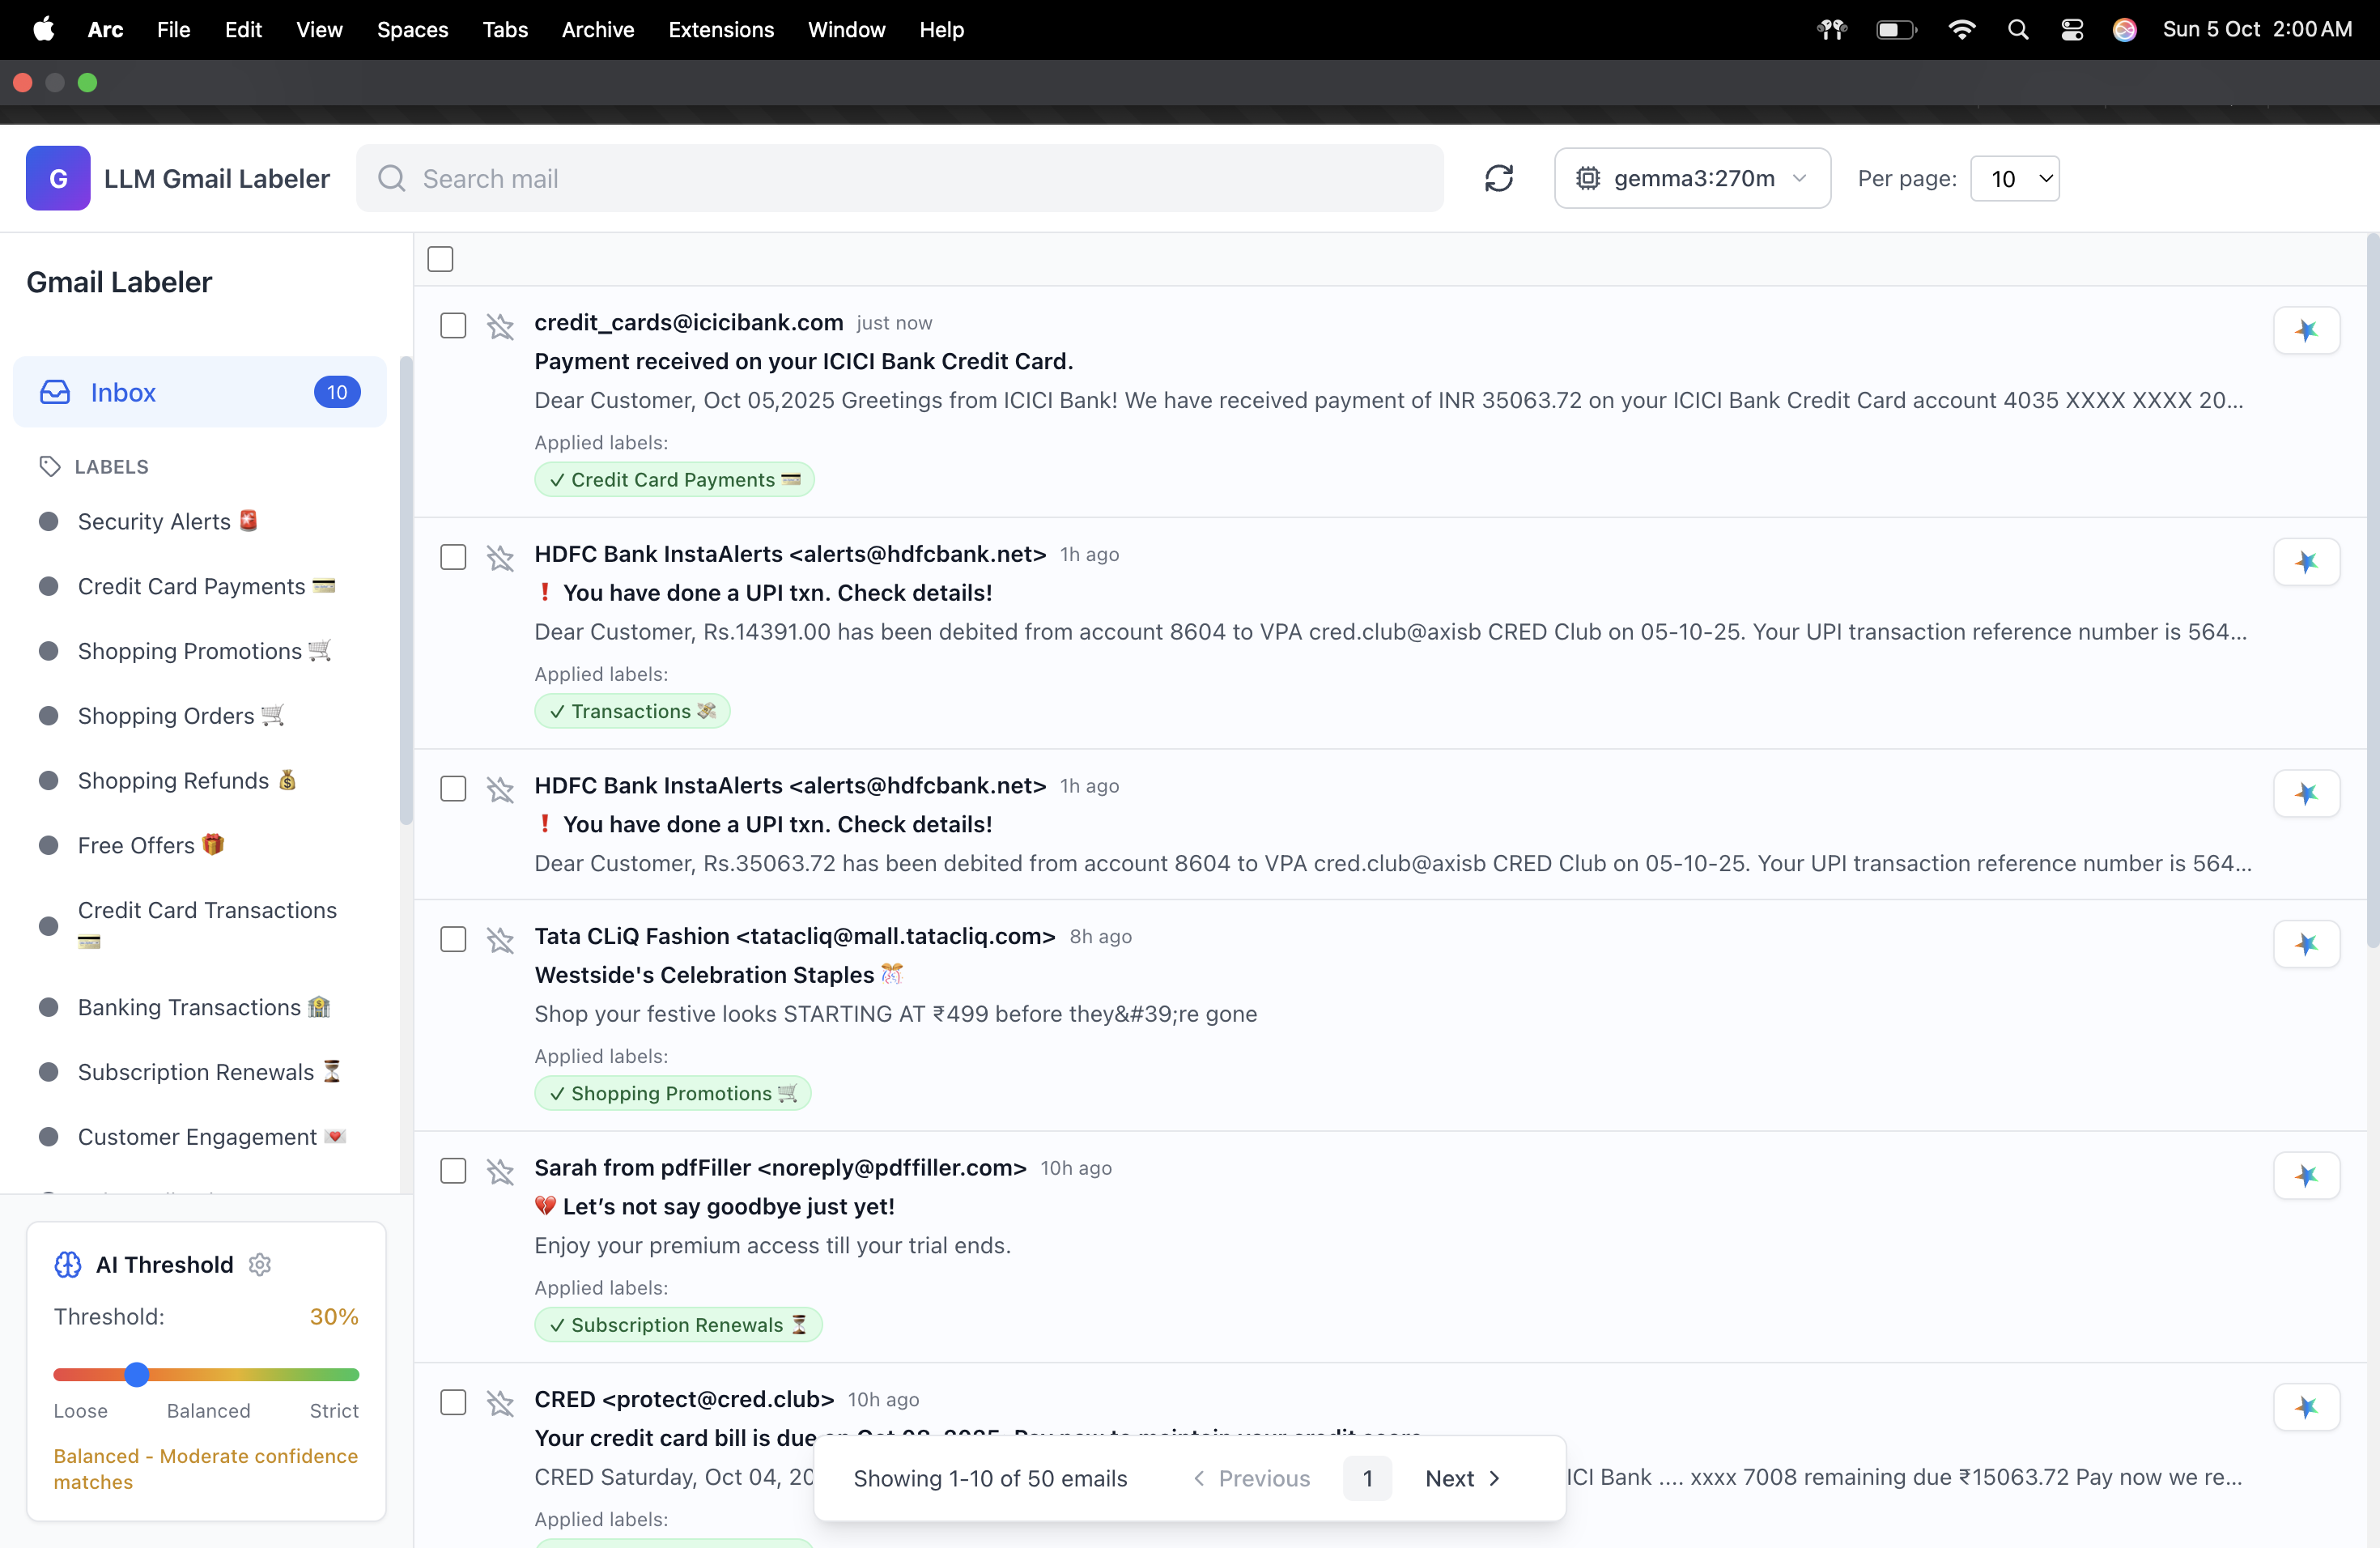 Arc File Edit View Spaces Tabs Archive Extensions Window Help Sun 5 Oct 2:00 AM
G LLM Gmail Labeler Search mail gemma3:270m Per page: 10
Gmail Labeler
Inbox 10
LABELS
Security Alerts 🚨
Credit Card Payments 💳
Shopping Promotions 🛒
Shopping Orders 🛒
Shopping Refunds 💰
Free Offers 🎁
Credit Card Transactions
💳
Banking Transactions 🏦
Subscription Renewals ⏳
Customer Engagement 💌
AI Threshold
Threshold: 30%
Loose Balanced Strict
Balanced - Moderate confidence
matches
credit_cards@icicibank.com just now
Payment received on your ICICI Bank Credit Card.
Dear Customer, Oct 05,2025 Greetings from ICICI Bank! We have received payment of INR 35063.72 on your ICICI Bank Credit Card account 4035 XXXX XXXX 20...
Applied labels:
✓ Credit Card Payments 💳
HDFC Bank InstaAlerts <alerts@hdfcbank.net> 1h ago
❗ You have done a UPI txn. Check details!
Dear Customer, Rs.14391.00 has been debited from account 8604 to VPA cred.club@axisb CRED Club on 05-10-25. Your UPI transaction reference number is 564...
Applied labels:
✓ Transactions 💸
HDFC Bank InstaAlerts <alerts@hdfcbank.net> 1h ago
❗ You have done a UPI txn. Check details!
Dear Customer, Rs.35063.72 has been debited from account 8604 to VPA cred.club@axisb CRED Club on 05-10-25. Your UPI transaction reference number is 564...
Tata CLiQ Fashion <tatacliq@mall.tatacliq.com> 8h ago
Westside's Celebration Staples 🎊
Shop your festive looks STARTING AT ₹499 before they&#39;re gone
Applied labels:
✓ Shopping Promotions 🛒
Sarah from pdfFiller <noreply@pdffiller.com> 10h ago
💔 Let’s not say goodbye just yet!
Enjoy your premium access till your trial ends.
Applied labels:
✓ Subscription Renewals ⏳
CRED <protect@cred.club> 10h ago
Your credit card bill is due on Oct 08, 2025. Pay now to maintain your credit score
CRED Saturday, Oct 04, 20 ICI Bank .... xxxx 7008 remaining due ₹15063.72 Pay now we re...
Applied labels:
Showing 1-10 of 50 emails Previous 1 Next